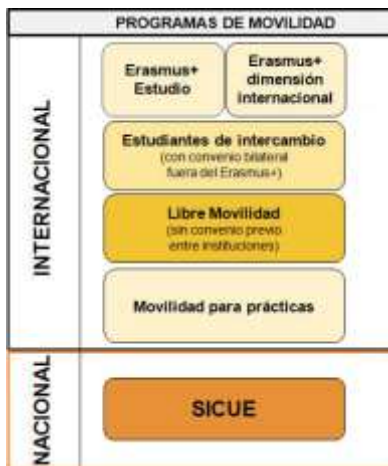 PROGRAMAS DE MOVILIDAD
INTERNACIONAL
Erasmus+
Estudio
Erasmus+
dimensión
internacional
Estudiantes de intercambio
(con convenio bilateral
fuera del Erasmus+)
Libre Movilidad
(sin convenio previo
entre instituciones)
Movilidad para prácticas
NACIONAL
SICUE